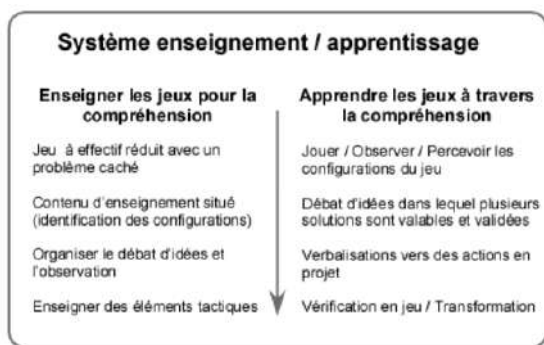 Système enseignement / apprentissage
Enseigner les jeux pour la
compréhension
Jeu à effectif réduit avec un
problème caché
Contenu d'enseignement situé
(identification des configurations)
Organiser le débat d'idées et
l'observation
Enseigner des éléments tactiques
Apprendre les jeux à travers
la compréhension
Jouer / Observer / Percevoir les
configurations du jeu
Débat d'idées dans lequel plusieurs
solutions sont valables et validées
Verbalisations vers des actions en
projet
Vérification en jeu / Transformation